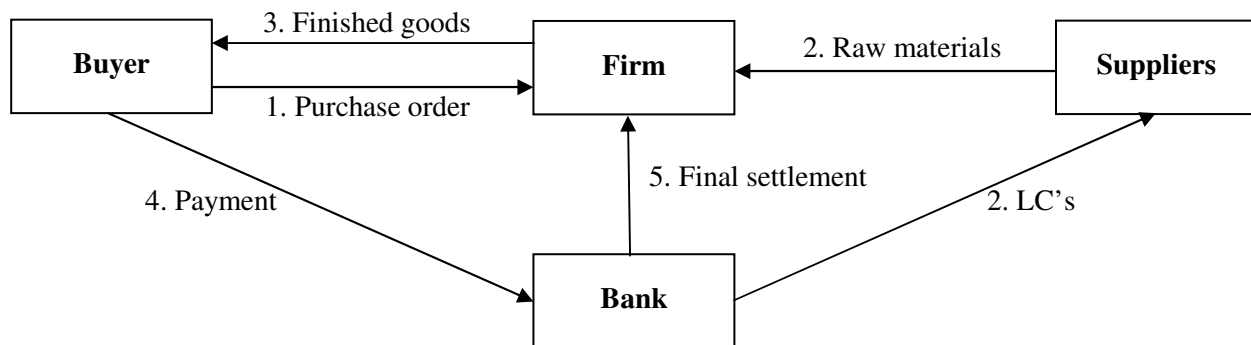 3. Finished goods
Buyer
Firm
2. Raw materials
Suppliers
1. Purchase order
4. Payment
5. Final settlement
2. LC’s
Bank